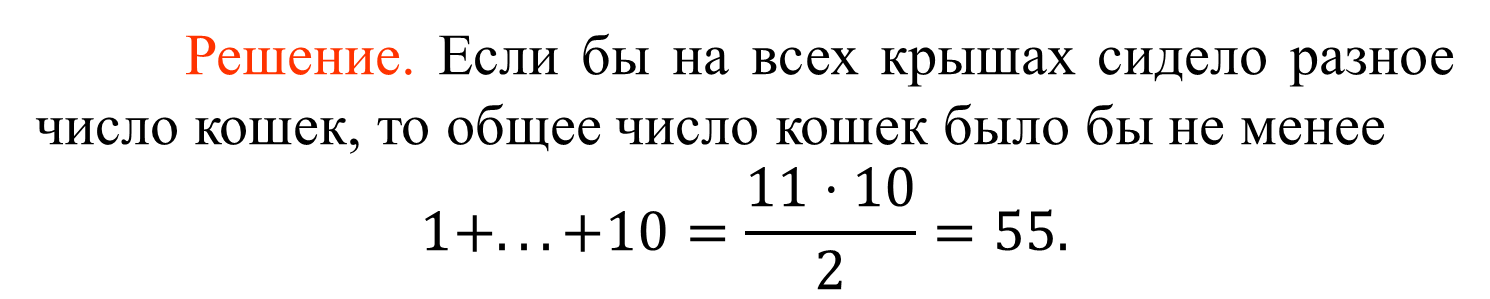 Решение. Если бы на всех крышах сидело разное
число кошек, то общее число кошек было бы не менее
1+…+10 = \frac{11 · 10}{2} = 55.